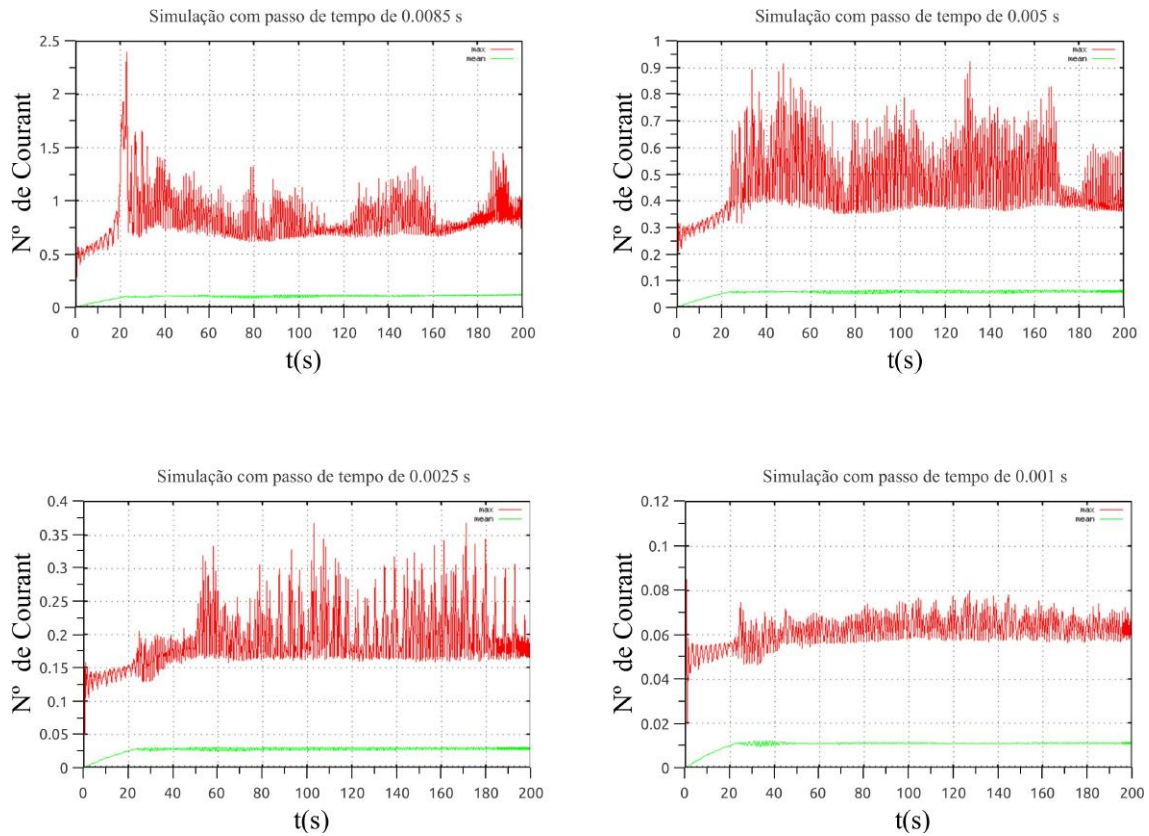 Simulação com passo de tempo de 0.0085 s
2.5
2
1.5
1
0.5
0
Nº de Courant
max
mean
0 20 40 60 80 100 120 140 160 180 200
t(s)
Simulação com passo de tempo de 0.005 s
1
0.9
0.8
0.7
0.6
0.5
0.4
0.3
0.2
0.1
0
Nº de Courant
max
mean
0 20 40 60 80 100 120 140 160 180 200
t(s)
Simulação com passo de tempo de 0.0025 s
0.4
0.35
0.3
0.25
0.2
0.15
0.1
0.05
0
Nº de Courant
max
mean
0 20 40 60 80 100 120 140 160 180 200
t(s)
Simulação com passo de tempo de 0.001 s
0.12
0.1
0.08
0.06
0.04
0.02
0
Nº de Courant
max
mean
0 20 40 60 80 100 120 140 160 180 200
t(s)